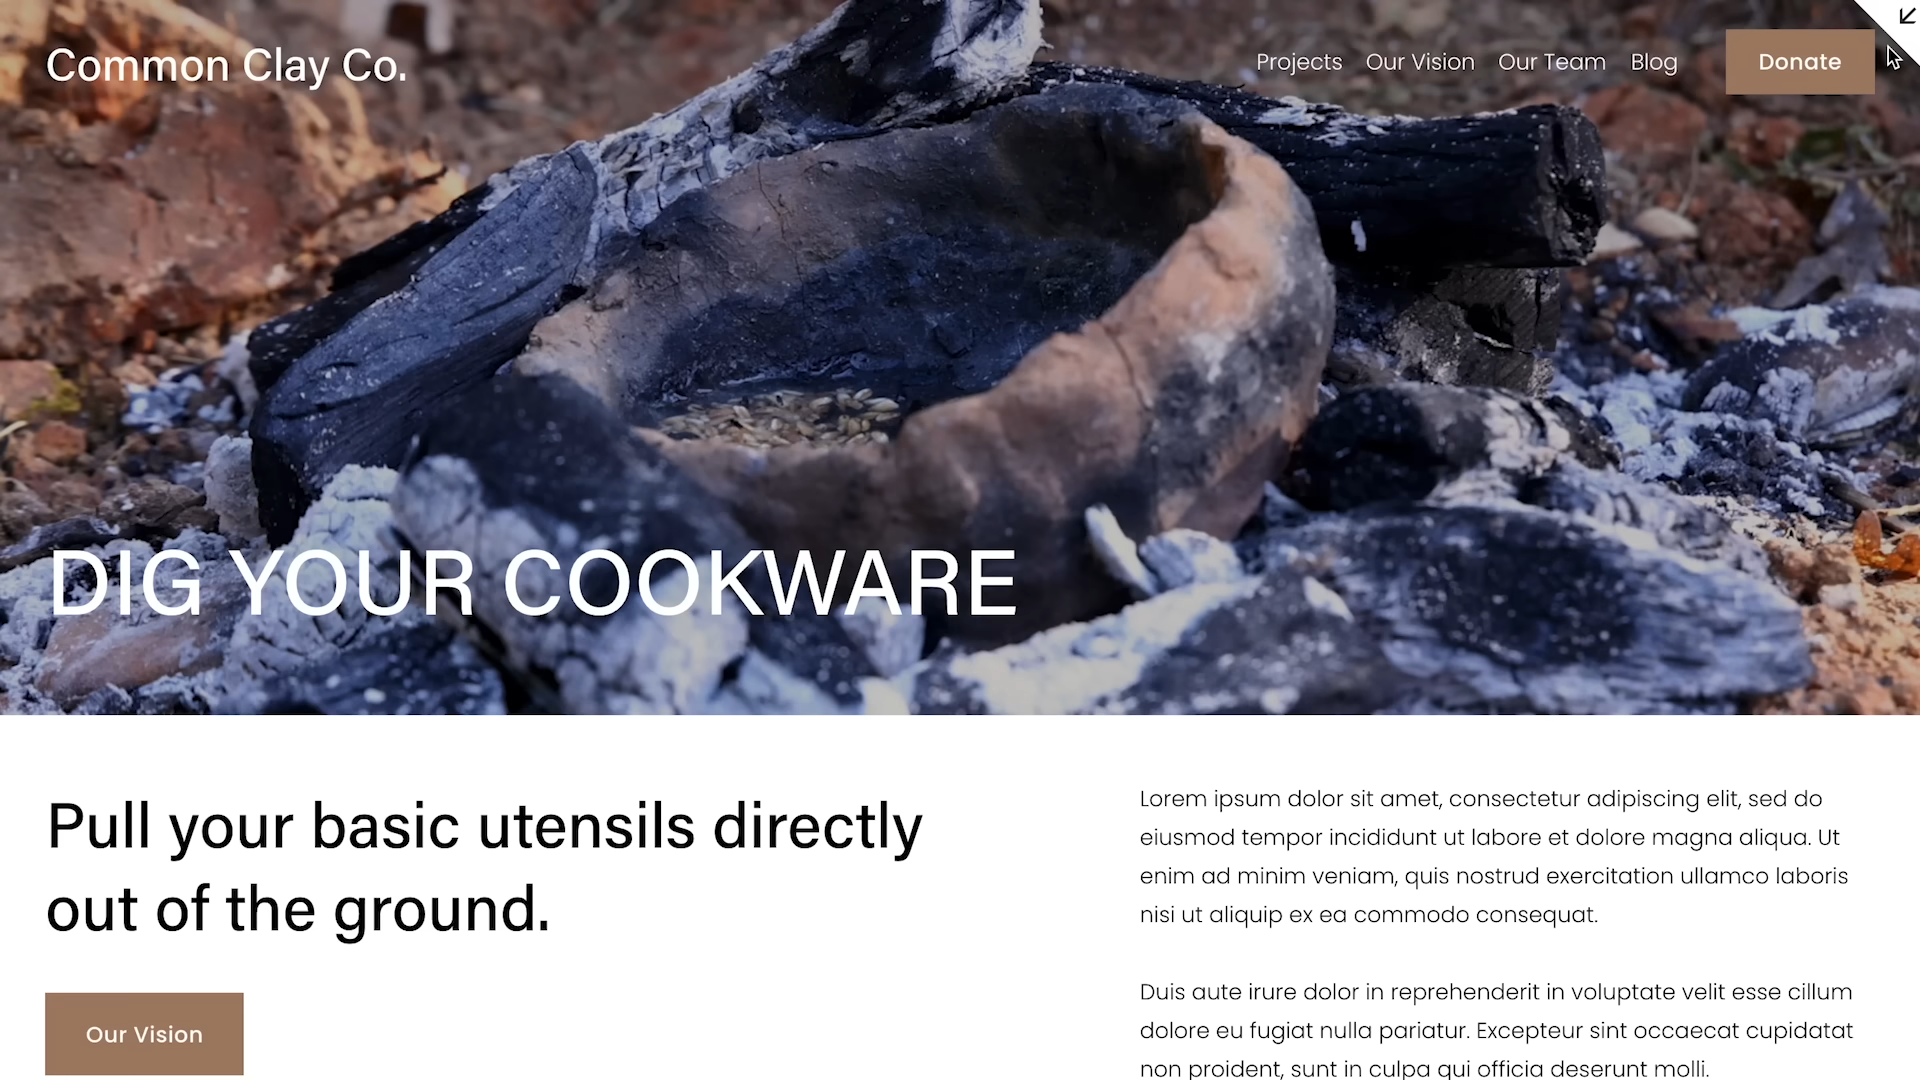 Common Clay Co.
Projects Our Vision Our Team Blog Donate
DIG YOUR COOKWARE
Pull your basic utensils directly
out of the ground.
Our Vision
Lorem ipsum dolor sit amet, consectetur adipiscing elit, sed do
eiusmod tempor incididunt ut labore et dolore magna aliqua. Ut
enim ad minim veniam, quis nostrud exercitation ullamco laboris
nisi ut aliquip ex ea commodo consequat.
Duis aute irure dolor in reprehenderit in voluptate velit esse cillum
dolore eu fugiat nulla pariatur. Excepteur sint occaecat cupidatat
non proident, sunt in culpa qui officia deserunt molli.